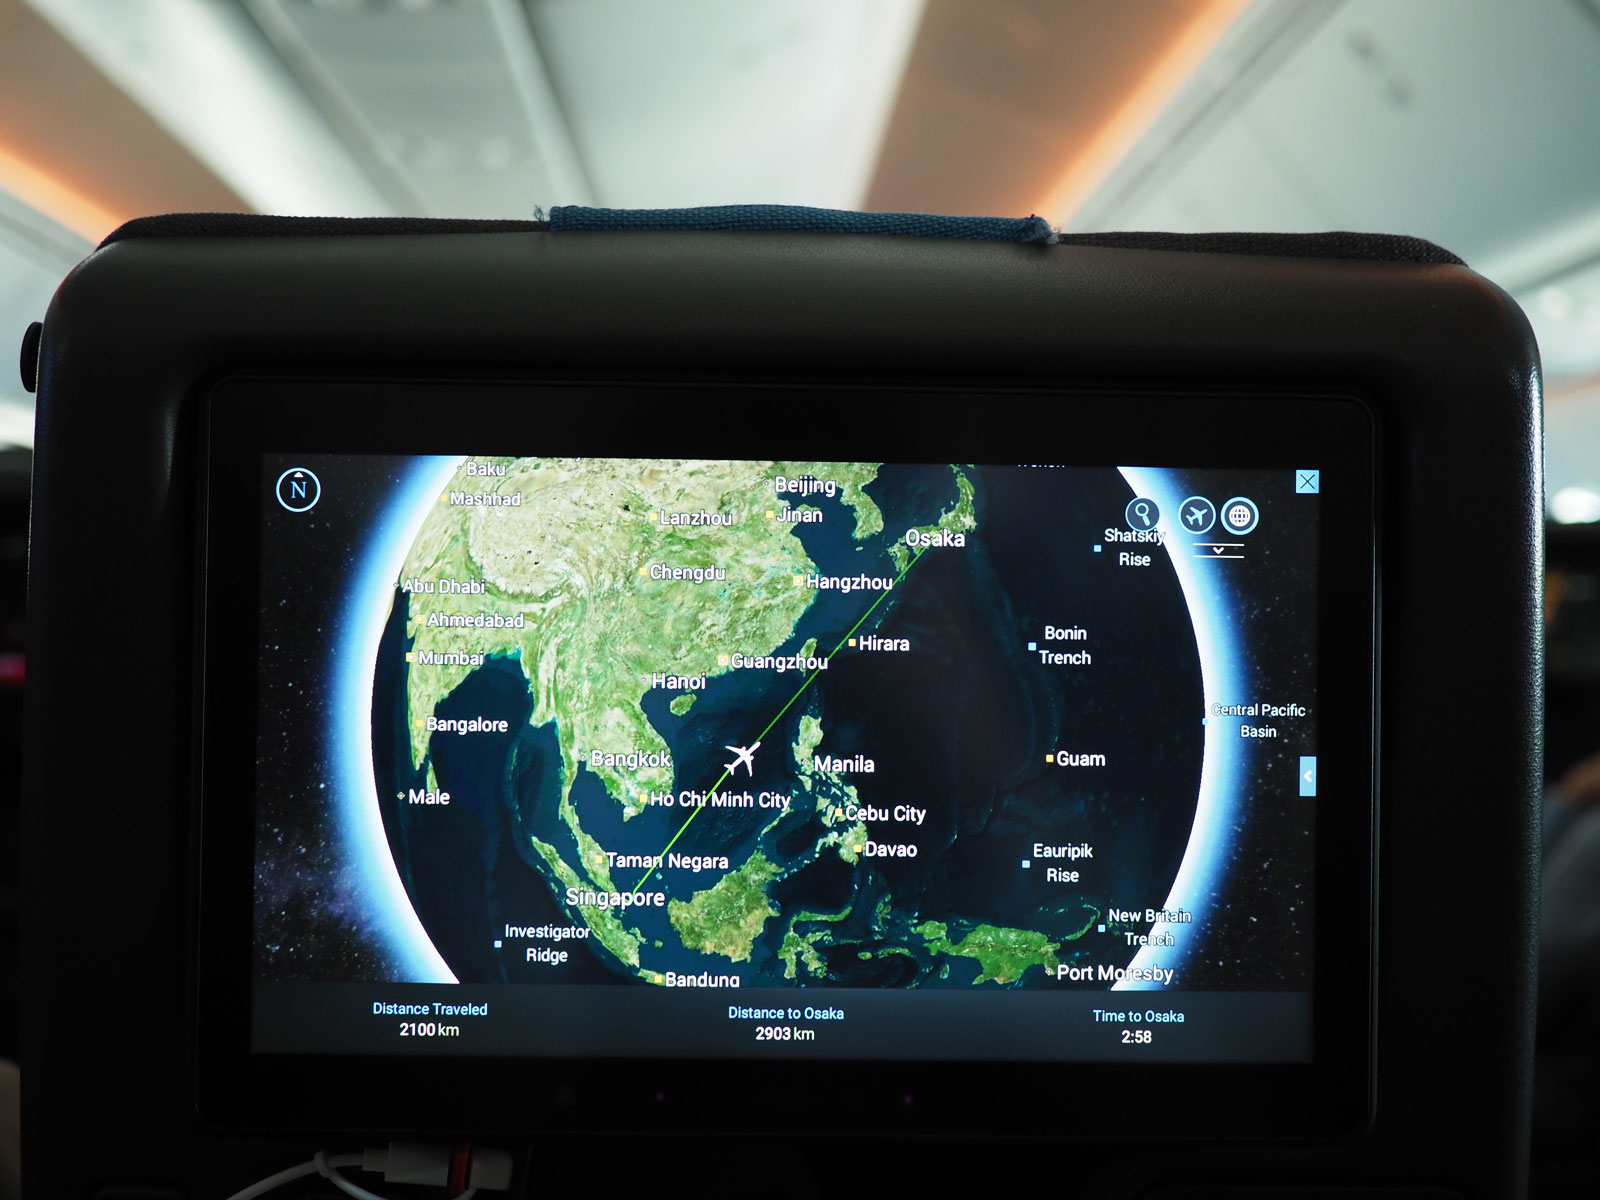 Baku
N
Mashhad
Beijing
Lanzhou
Jinan
Osaka
Shatskiy
Rise
Chengdu
Hangzhou
Abu Dhabi
Ahmedabad
Bonin
Trench
Hirara
Mumbai
Guangzhou
Hanoi
Central Pacific
Basin
Bangalore
Bangkok
Manila
Guam
Male
Ho Chi Minh City
Cebu City
Davao
Eauripik
Rise
Taman Negara
Singapore
New Britain
Trench
Investigator
Ridge
Port Moresby
Bandung
Distance Traveled
2100 km
Distance to Osaka
2903 km
Time to Osaka
2:58